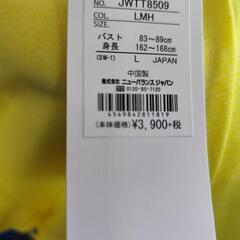 NO. JWTT8509
COL. LMH
SIZE.
バスト 83〜89cm
身長 162〜168cm
(SW-1) L JAPAN
中国製
株式会社ニューバランスジャパン
0120-85-7120
4549842811819
<本体価格> ¥3,900+税